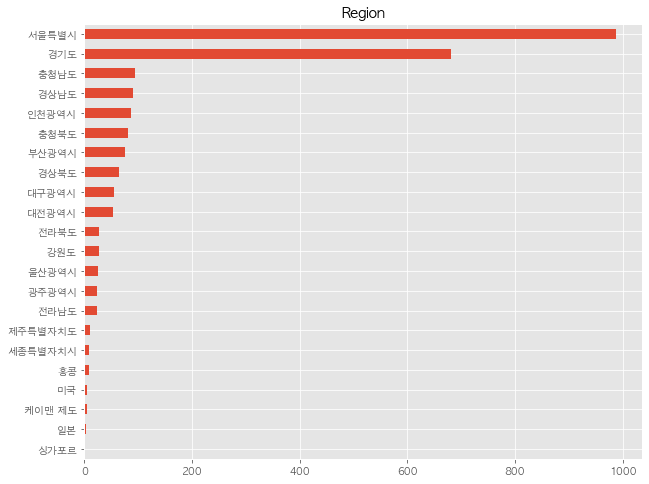 Region
서울특별시
경기도
충청남도
경상남도
인천광역시
충청북도
부산광역시
경상북도
대구광역시
대전광역시
전라북도
강원도
울산광역시
광주광역시
전라남도
제주특별자치도
세종특별자치시
홍콩
미국
케이맨 제도
일본
싱가포르
0 200 400 600 800 1000